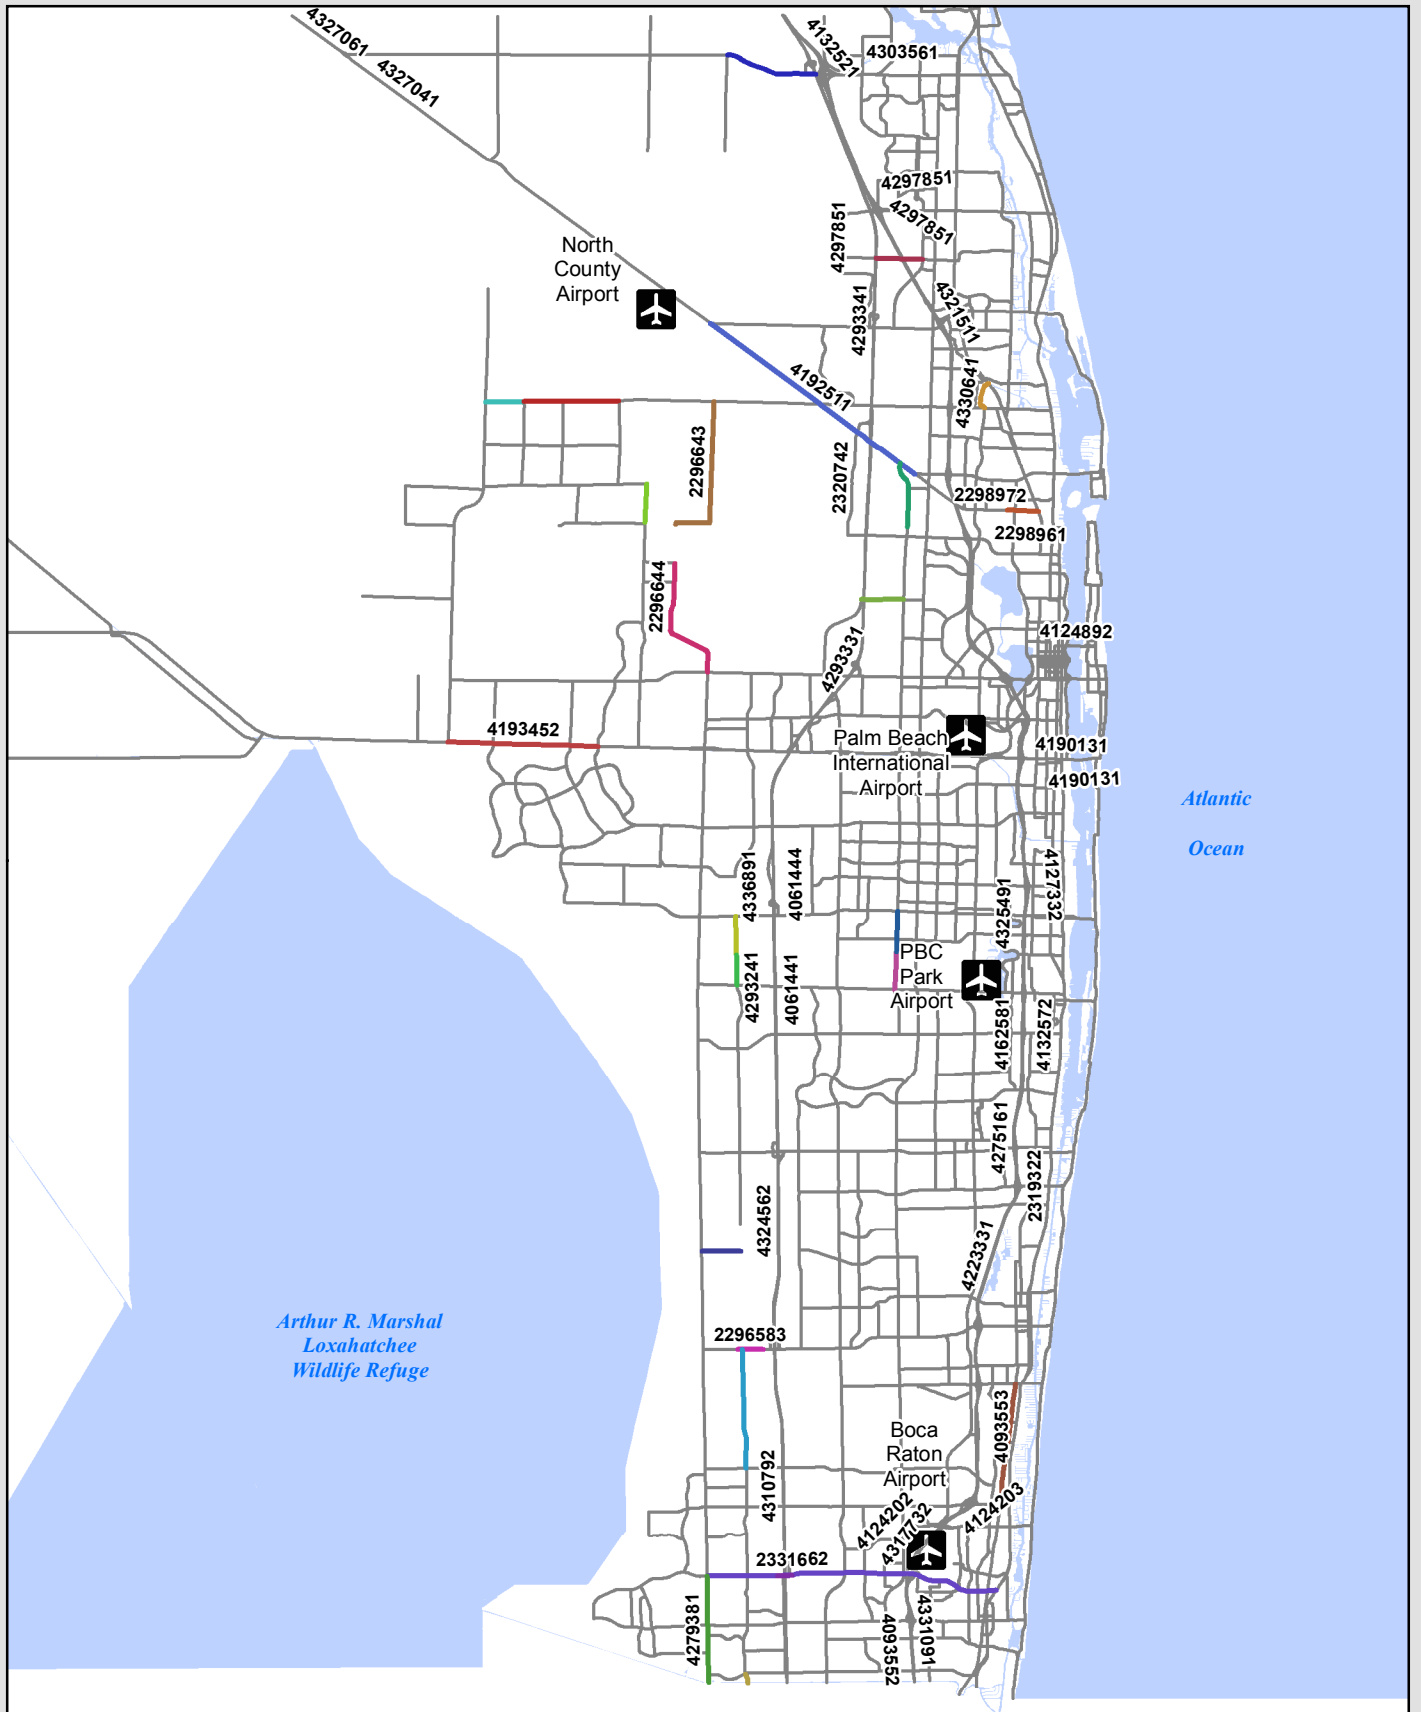 4327061
4132521
4303561
4327041
4297851
4297851
4297851
North
County
Airport
4293341
4321511
4192511
4330641
2296643
2320742
2298972
2298961
2296644
4124892
4293331
4193452
Palm Beach
International
Airport
4190131
4190131
Atlantic
Ocean
4336891
4061444
4127332
4325491
PBC
Park
Airport
4293241
4061441
4162581
4132572
4275161
2319322
4324562
4223331
Arthur R. Marshal
Loxahatchee
Wildlife Refuge
2296583
4093553
Boca
Raton
Airport
4310792
4124202
4317732
4124203
2331662
4279381
4093552
4331091